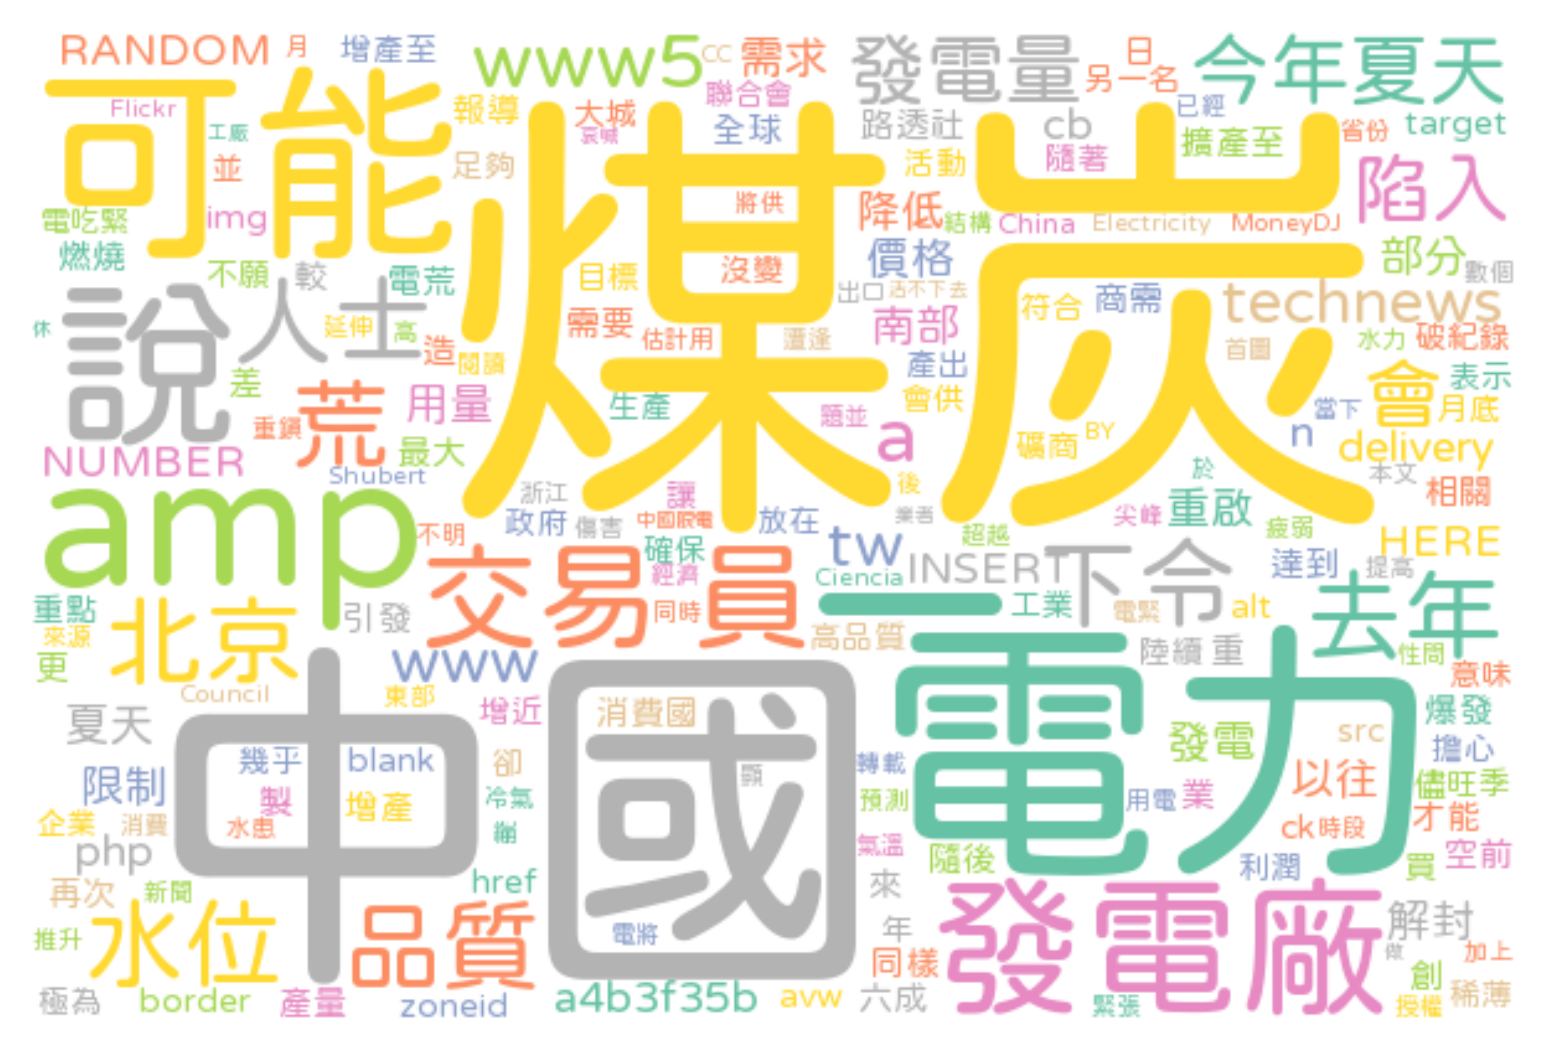 RANDOM
月
增產至
www5
CC
需求
發電量
日
另一名
今年夏天
可能
Flickr
工廠
報導
大城
哀喊
聯合會
全球
路透社
cb
已經
省份
target
並
足夠
煤炭
活動
隨著
擴產至
陷入
電吃緊
img
將供
降低
結構
China
Electricity
MoneyDJ
燃燒
不願
較
電荒
目標
沒變
價格
部分
數個
說
人士
出口
活不下去
符合
商需
technews
休
延伸
高
造
閱讀
需要
估計用
南部
首圖
水力
破紀錄
差
荒
用量
生產
產出
會供
會
表示
重鎮
最大
題並
a
礦商
BY
當下
n
月底
delivery
NUMBER
Shubert
浙江
讓
後
於
本文
相關
amp
不明
政府
傷害
中國限電
放在
業者
尖峰
重啟
疲弱
超越
HERE
交易員
確保
經濟
tw
Ciencia
INSERT
下令
達到
提高
重點
來源
北京
引發
同時
一
工業
電緊
alt
去年
更
Council
www
高品質
陸續
重
性問
意味
夏天
東部
增近
消費國
電力
發電
src
爆發
擔心
中國
限制
幾乎
blank
卻
顯
轉載
以往
儘旺季
製
增產
冷氣
預測
用電
業
企業
消費
水患
ck
時段
才能
php
氣溫
隨後
利潤
買
空前
再次
新聞
href
來
發電廠
解封
推升
水位
品質
電將
年
同樣
做
加上
創
極為
border
產量
zoneid
a4b3f35b
avw
六成
緊張
授權
稀薄